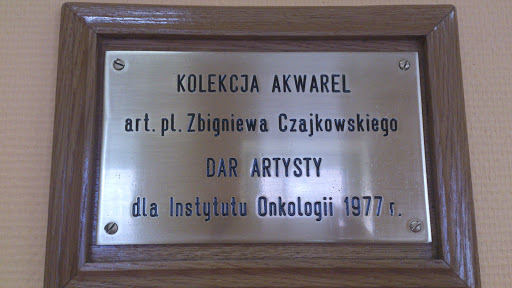 KOLEKCJA AKWAREL
art. pl. Zbigniewa Czajkowskiego
DAR ARTYSTY
dla Instytutu Onkologii 1977 r.